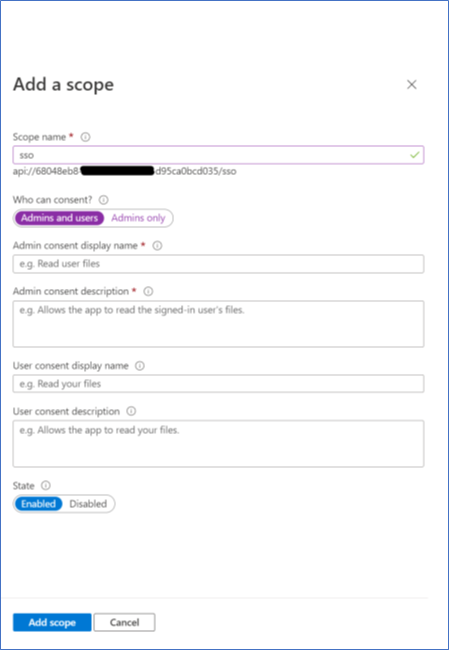 Add a scope
Scope name *
sso
api://68048eb8 d95ca0bcd035/sso
Who can consent?
Admins and users Admins only
Admin consent display name *
e.g. Read user files
Admin consent description *
e.g. Allows the app to read the signed-in user's files.
User consent display name
e.g. Read your files
User consent description
e.g. Allows the app to read your files.
State
Enabled Disabled
Add scope Cancel